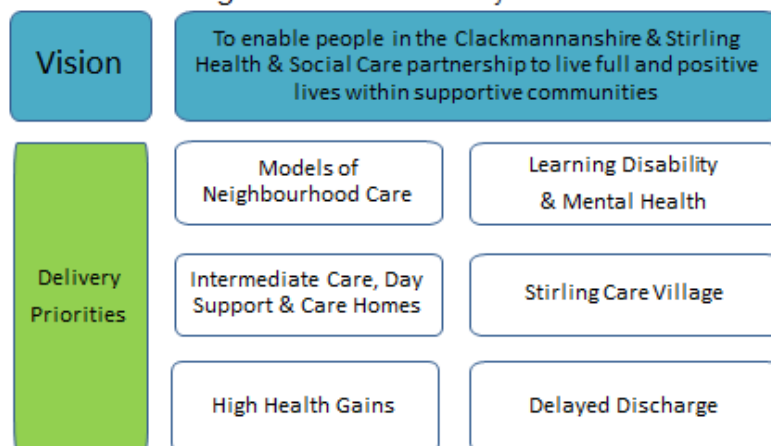 Vision
To enable people in the Clackmannanshire & Stirling
Health & Social Care partnership to live full and positive
lives within supportive communities
Delivery
Priorities
Models of
Neighbourhood Care
Learning Disability
& Mental Health
Intermediate Care, Day
Support & Care Homes
Stirling Care Village
High Health Gains
Delayed Discharge